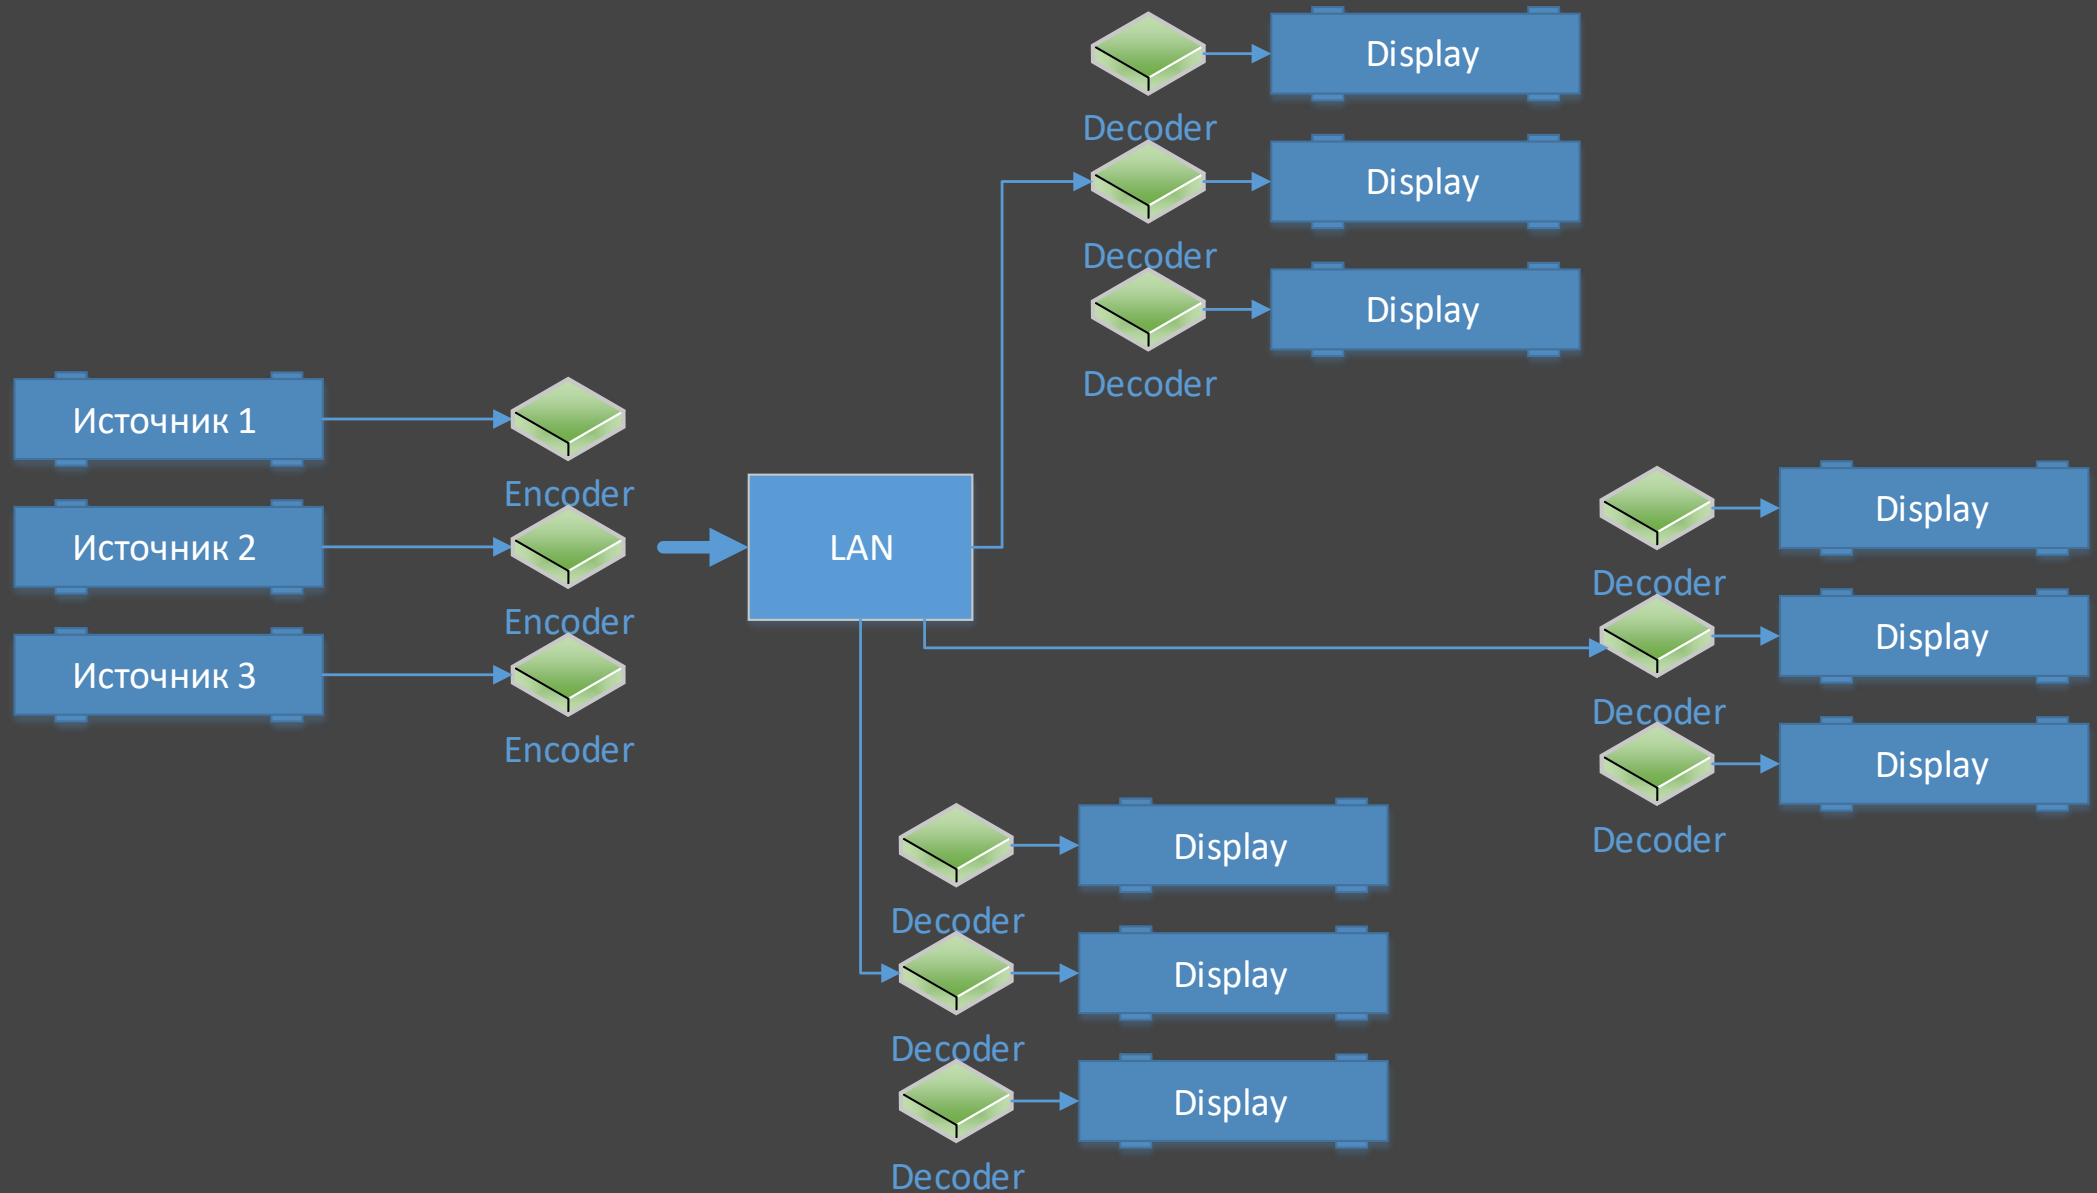 Display
Decoder
Display
Decoder
Display
Decoder
Источник 1
Encoder
Источник 2
Encoder
Источник 3
Encoder
LAN
Display
Decoder
Display
Decoder
Display
Decoder
Display
Decoder
Display
Decoder
Display
Decoder